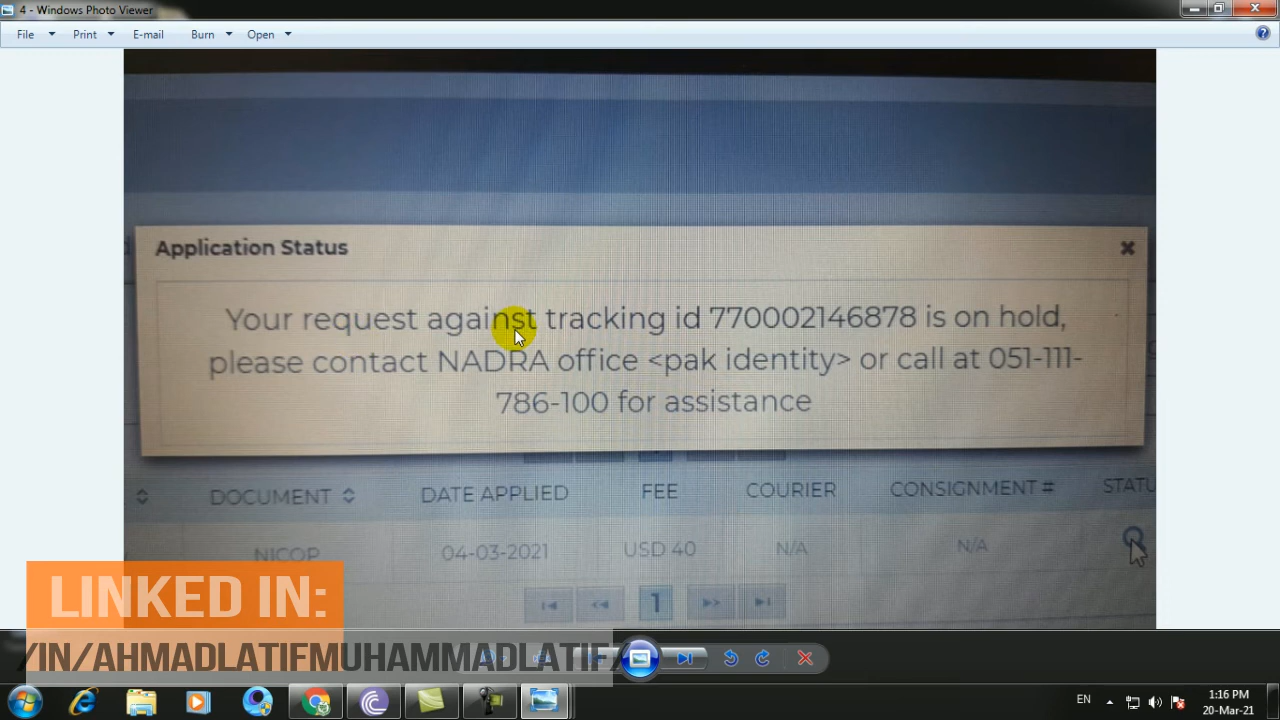 4 - Windows Photo Viewer
File Print E-mail Burn Open
Application Status
Your request against tracking id 770002146878 is on hold,
please contact NADRA office <pak identity> or call at 051-111-
786-100 for assistance
DOCUMENT DATE APPLIED FEE COURIER CONSIGNMENT # STATU
NICOP 04-03-2021 USD 40 N/A N/A
1
LINKED IN:
/IN/AHMADLATIFMUHAMMADLATIF/
EN 1:16 PM
20-Mar-21